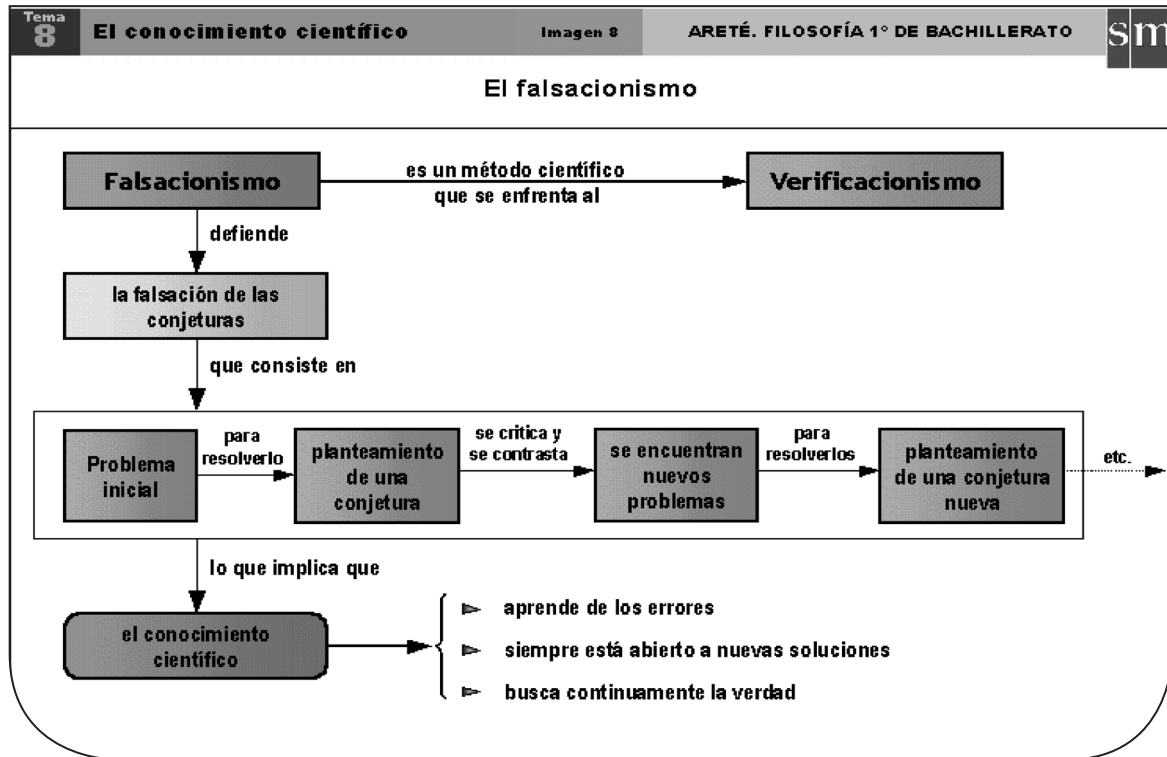 Tema
8
El conocimiento científico
Imagen 8
ARETÉ. FILOSOFÍA 1º DE BACHILLERATO
sm
El falsacionismo
Falsacionismo
es un método científico
que se enfrenta al
Verificacionismo
defiende
la falsación de las
conjeturas
que consiste en
Problema
inicial
para
resolverlo
planteamiento
de una
conjetura
se critica y
se contrasta
se encuentran
nuevos
problemas
para
resolverlos
planteamiento
de una conjetura
nueva
etc.
lo que implica que
el conocimiento
científico
aprende de los errores
siempre está abierto a nuevas soluciones
busca continuamente la verdad